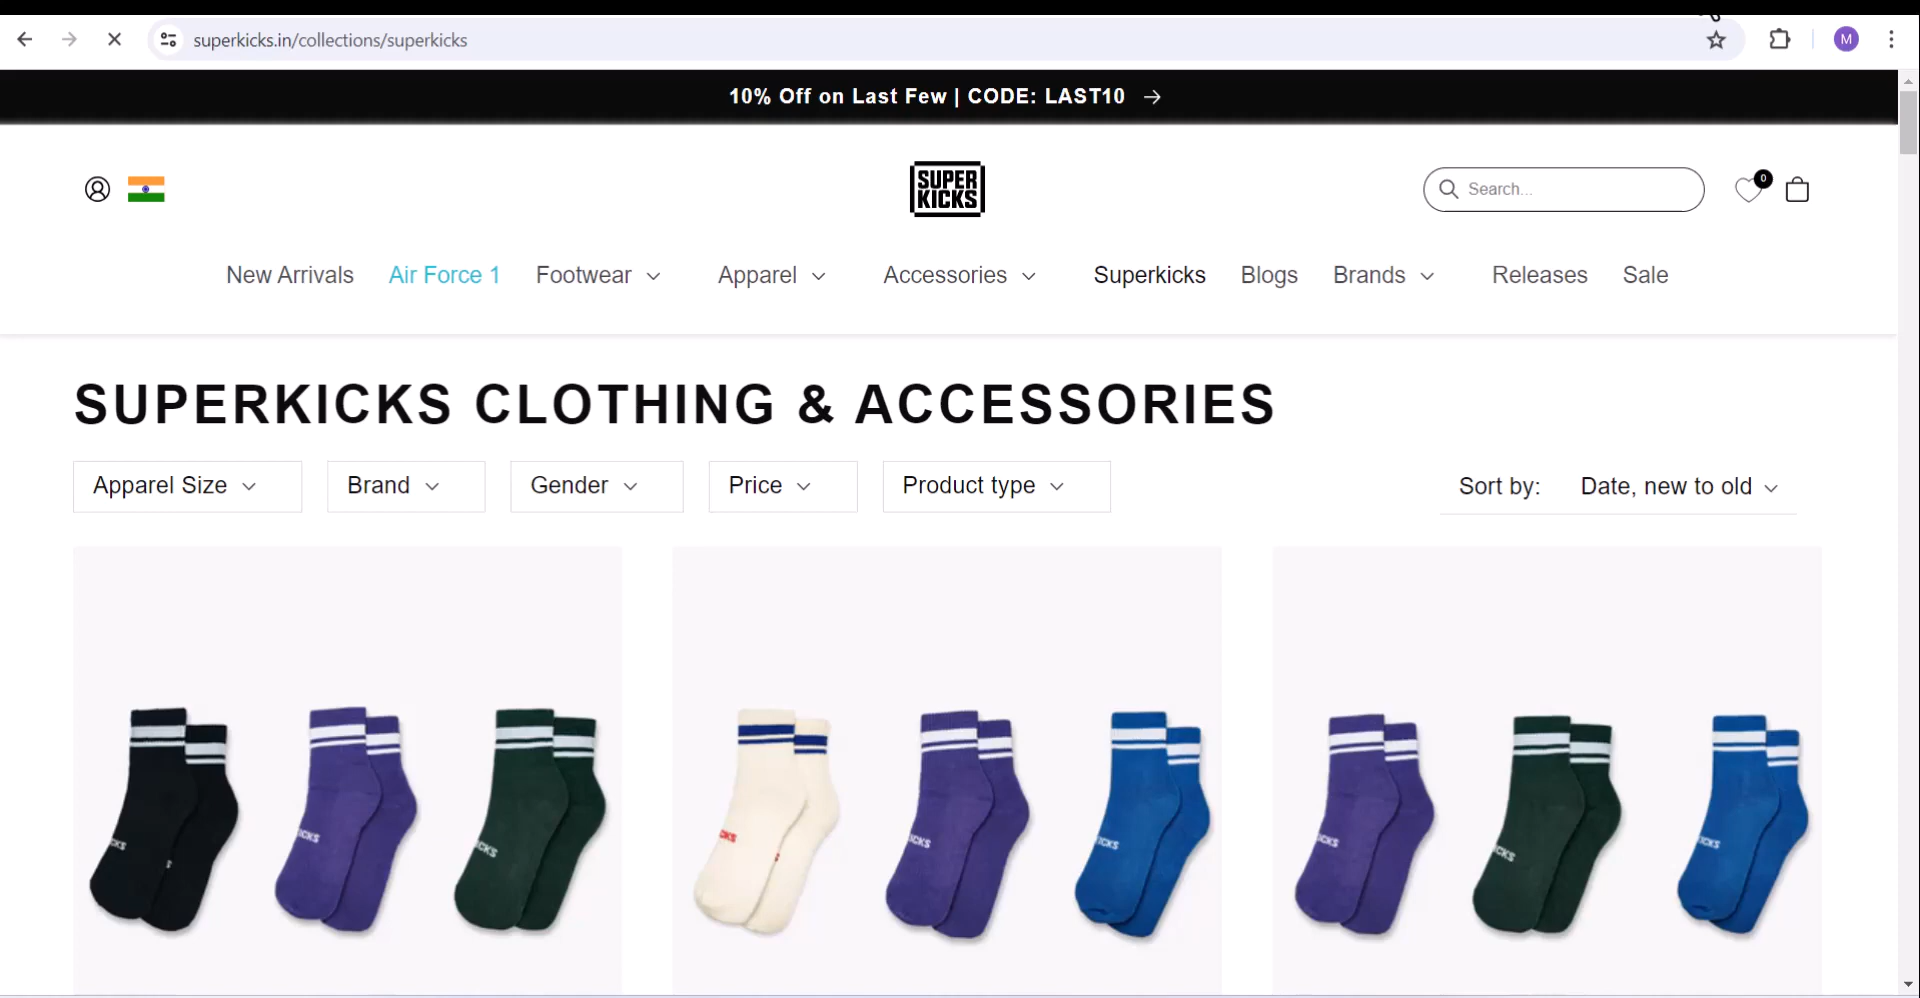 superkicks.in/collections/superkicks
M
10% Off on Last Few | CODE: LAST10 →
SUPER
KICKS
Search...
0
New Arrivals Air Force 1 Footwear Apparel Accessories Superkicks Blogs Brands Releases Sale
SUPERKICKS CLOTHING & ACCESSORIES
Apparel Size Brand Gender Price Product type Sort by: Date, new to old